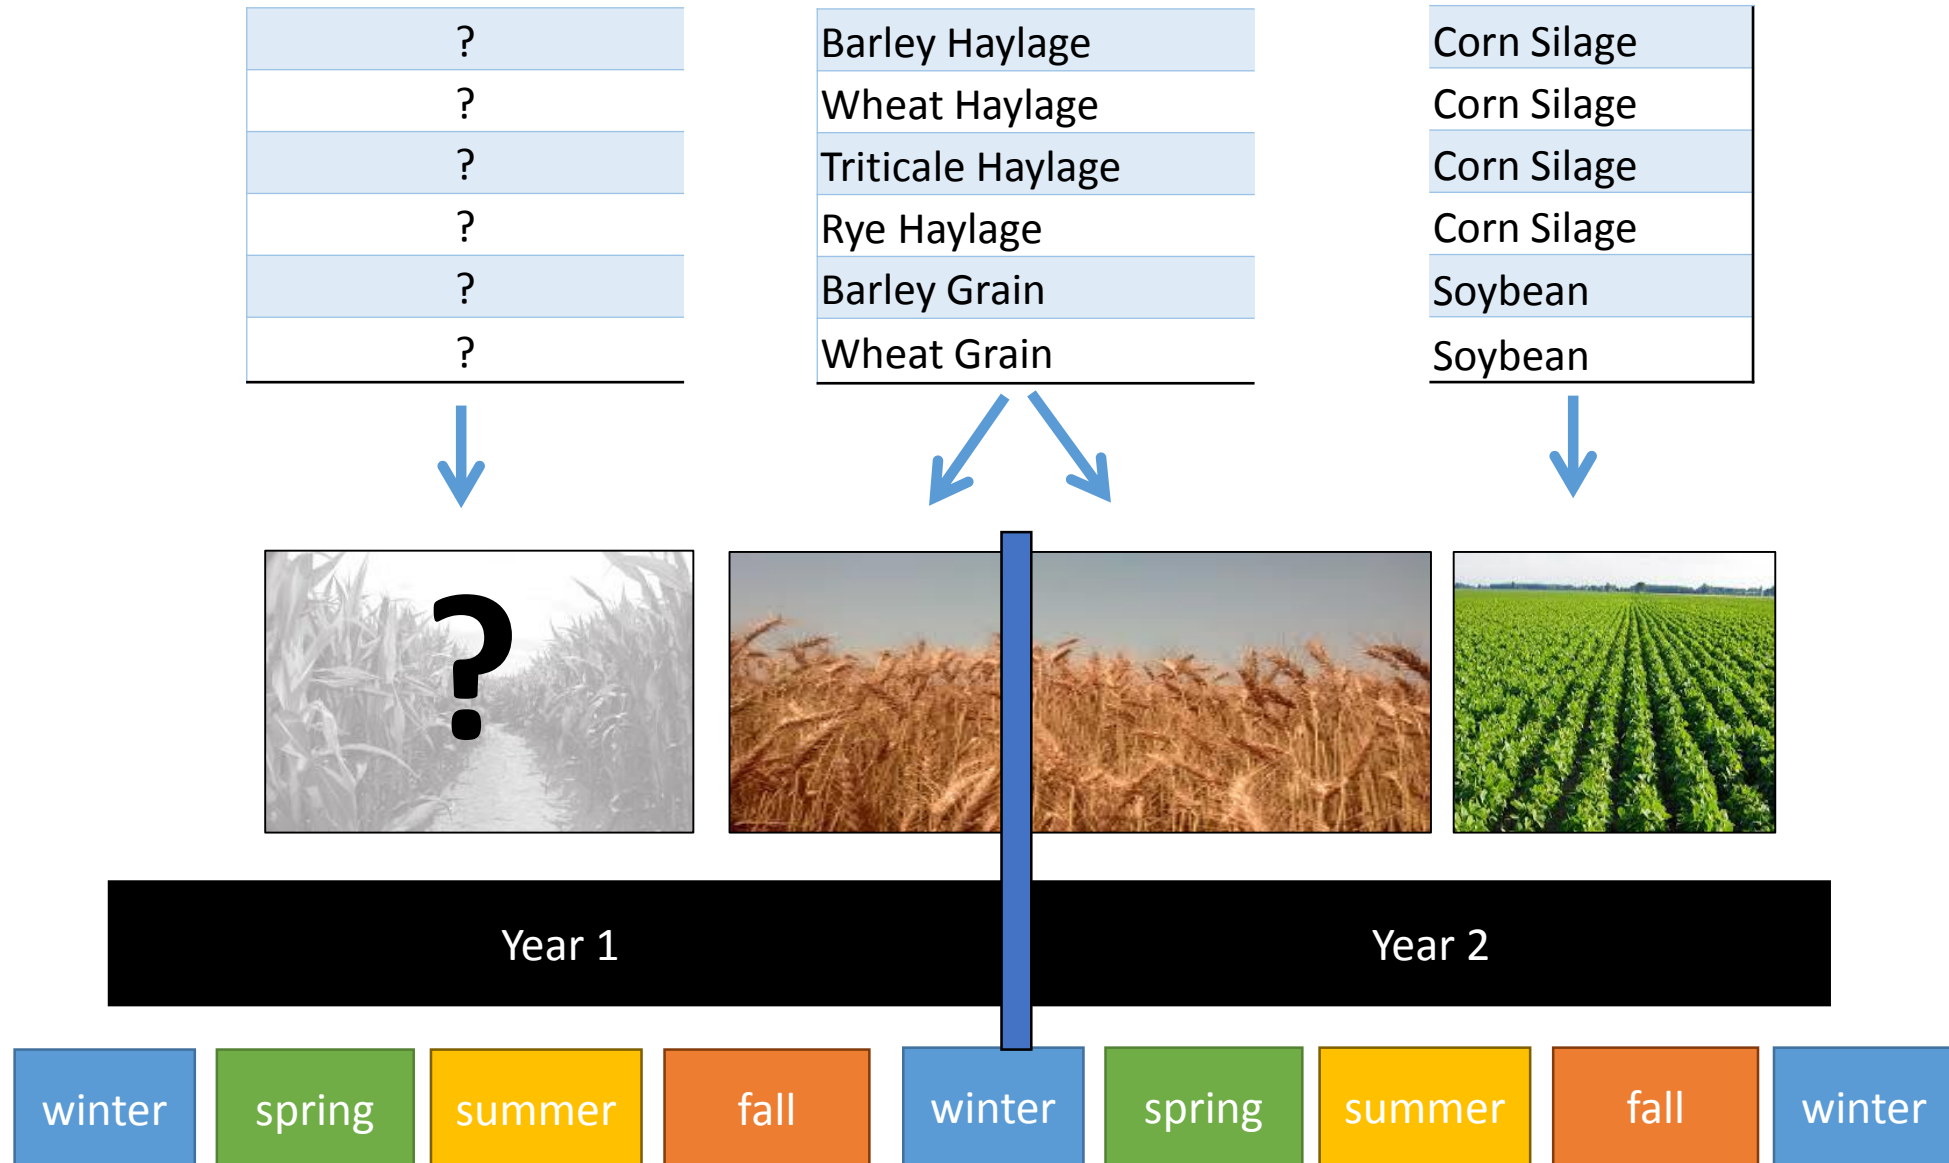 ?
?
?
?
?
?
Barley Haylage
Wheat Haylage
Triticale Haylage
Rye Haylage
Barley Grain
Wheat Grain
Corn Silage
Corn Silage
Corn Silage
Corn Silage
Soybean
Soybean
?
Year 1
Year 2
winter
spring
summer
fall
winter
spring
summer
fall
winter